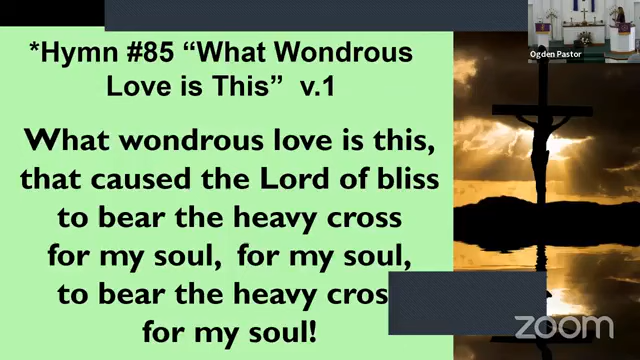 *Hymn #85 “What Wondrous
Love is This” v.1
What wondrous love is this,
that caused the Lord of bliss
to bear the heavy cross
for my soul, for my soul,
to bear the heavy cros
for my soul!
Ogden Pastor
zoom